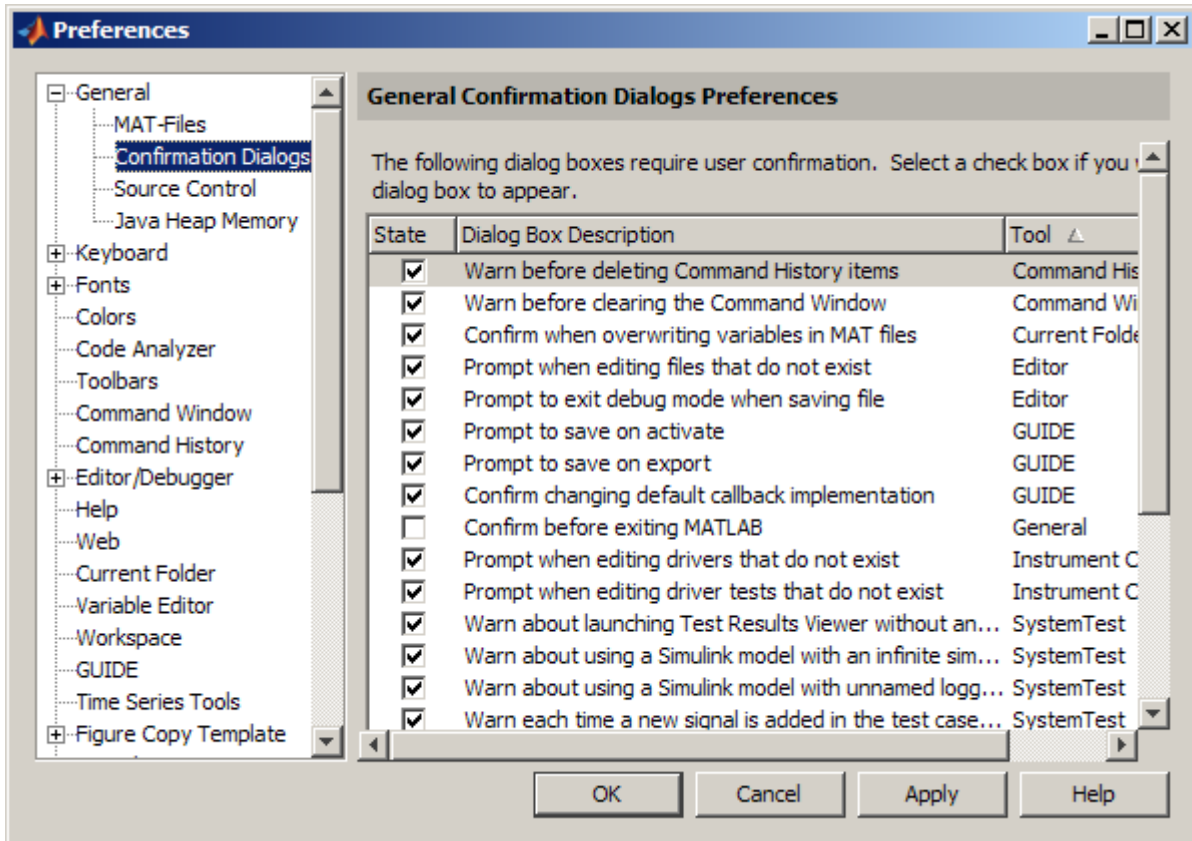 Preferences
General
MAT-Files
Confirmation Dialogs
Source Control
Java Heap Memory
Keyboard
Fonts
Colors
Code Analyzer
Toolbars
Command Window
Command History
Editor/Debugger
Help
Web
Current Folder
Variable Editor
Workspace
GUIDE
Time Series Tools
Figure Copy Template
General Confirmation Dialogs Preferences
The following dialog boxes require user confirmation. Select a check box if you
dialog box to appear.
State Dialog Box Description Tool
Warn before deleting Command History items Command His
Warn before clearing the Command Window Command Wi
Confirm when overwriting variables in MAT files Current Folde
Prompt when editing files that do not exist Editor
Prompt to exit debug mode when saving file Editor
Prompt to save on activate GUIDE
Prompt to save on export GUIDE
Confirm changing default callback implementation GUIDE
Confirm before exiting MATLAB General
Prompt when editing drivers that do not exist Instrument C
Prompt when editing driver tests that do not exist Instrument C
Warn about launching Test Results Viewer without an... SystemTest
Warn about using a Simulink model with an infinite sim... SystemTest
Warn about using a Simulink model with unnamed logg... SystemTest
Warn each time a new signal is added in the test case... SystemTest
OK Cancel Apply Help